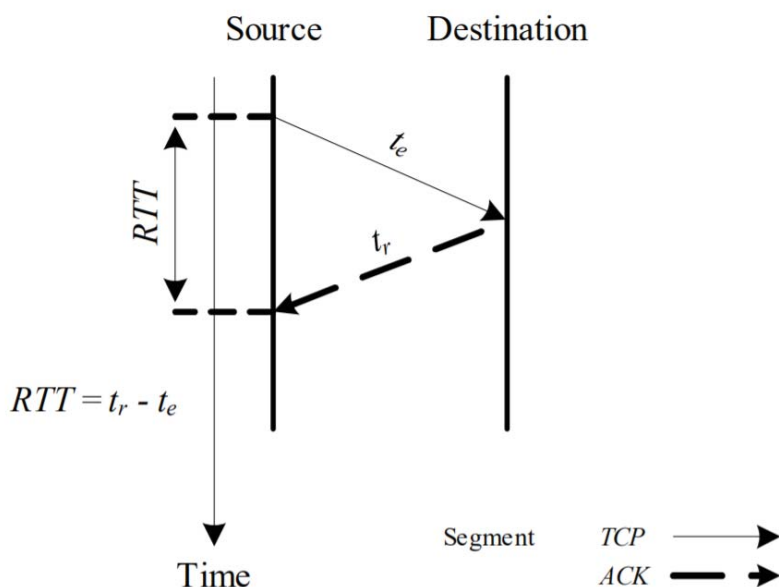 Source Destination
t_e
RTT
t_r
RTT = t_r - t_e
Segment TCP
ACK
Time